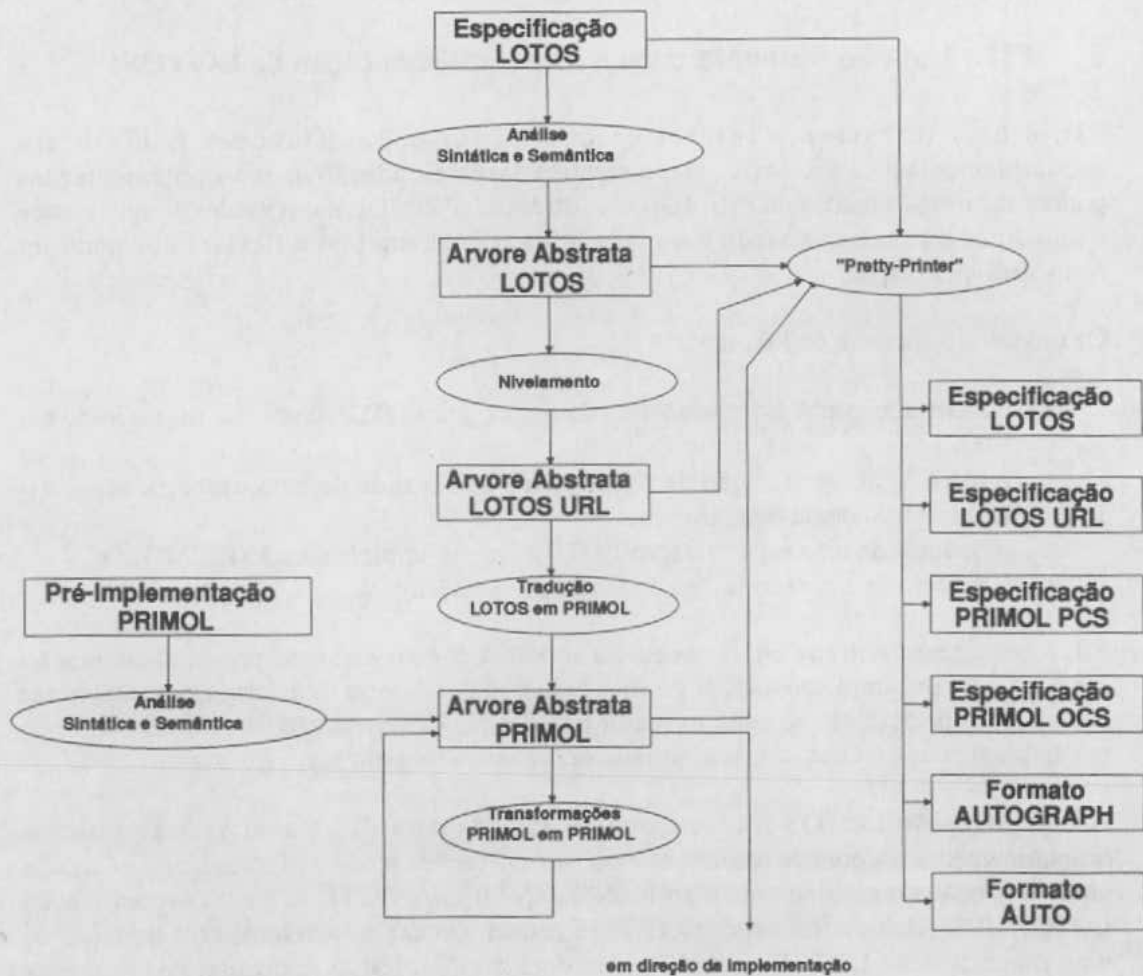 Especificação
LOTOS
Análise
Sintática e Semântica
Arvore Abstrata
LOTOS
"Pretty-Printer"
Nivelamento
Especificação
LOTOS
Arvore Abstrata
LOTOS URL
Especificação
LOTOS URL
Tradução
LOTOS em PRIMOL
Pré-Implementação
PRIMOL
Especificação
PRIMOL PCS
Análise
Sintática e Semântica
Arvore Abstrata
PRIMOL
Especificação
PRIMOL OCS
Transformações
PRIMOL em PRIMOL
Formato
AUTOGRAPH
Formato
AUTO
em direção da implementação